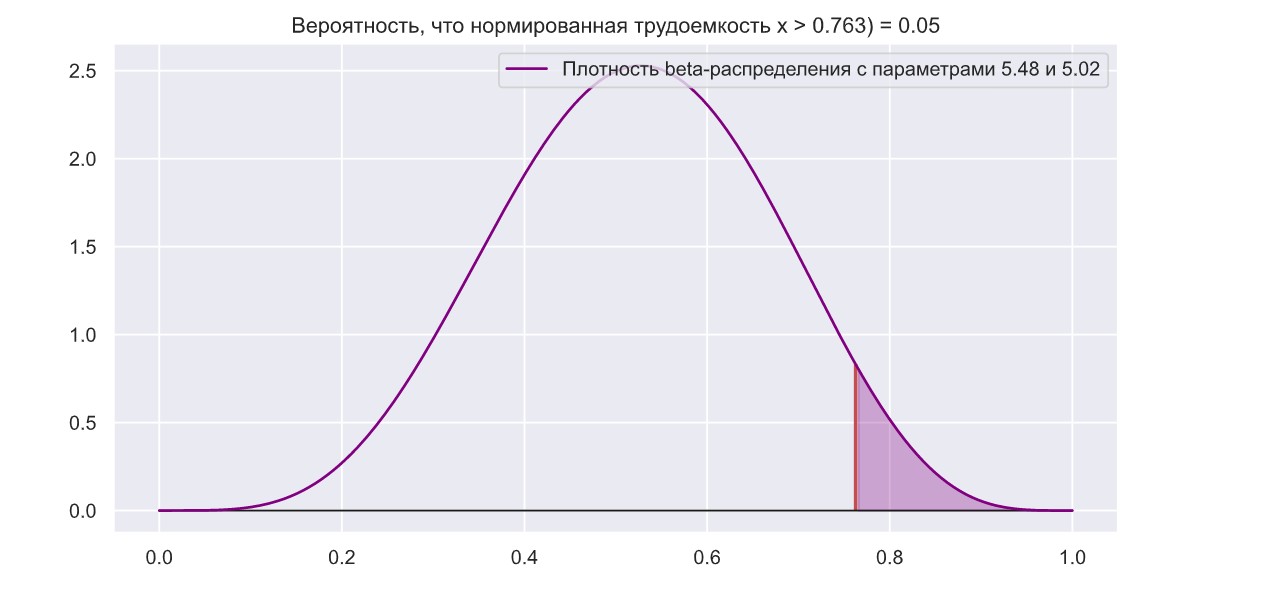 Вероятность, что нормированная трудоемкость x > 0.763) = 0.05
Плотность beta-распределения с параметрами 5.48 и 5.02
2.5
2.0
1.5
1.0
0.5
0.0
0.0 0.2 0.4 0.6 0.8 1.0